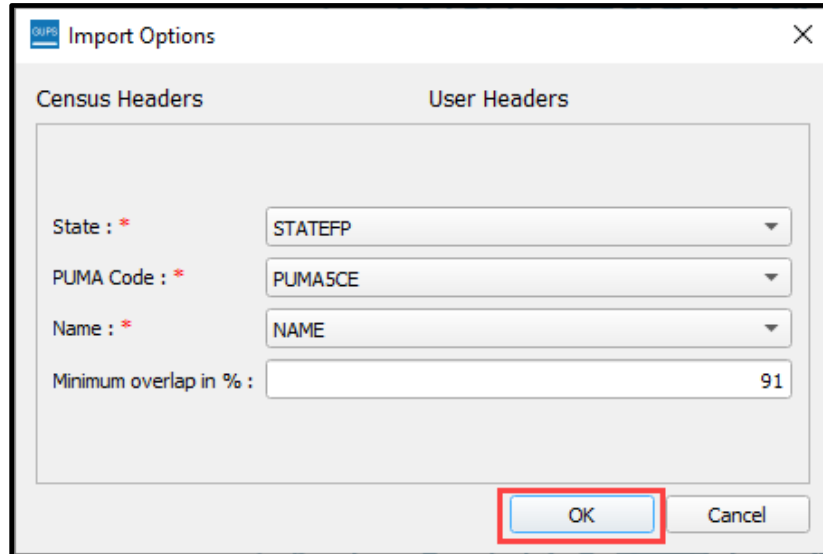 GUPS Import Options
Census Headers User Headers
State : * STATEFP
PUMA Code : * PUMA5CE
Name : * NAME
Minimum overlap in % : 91
OK Cancel